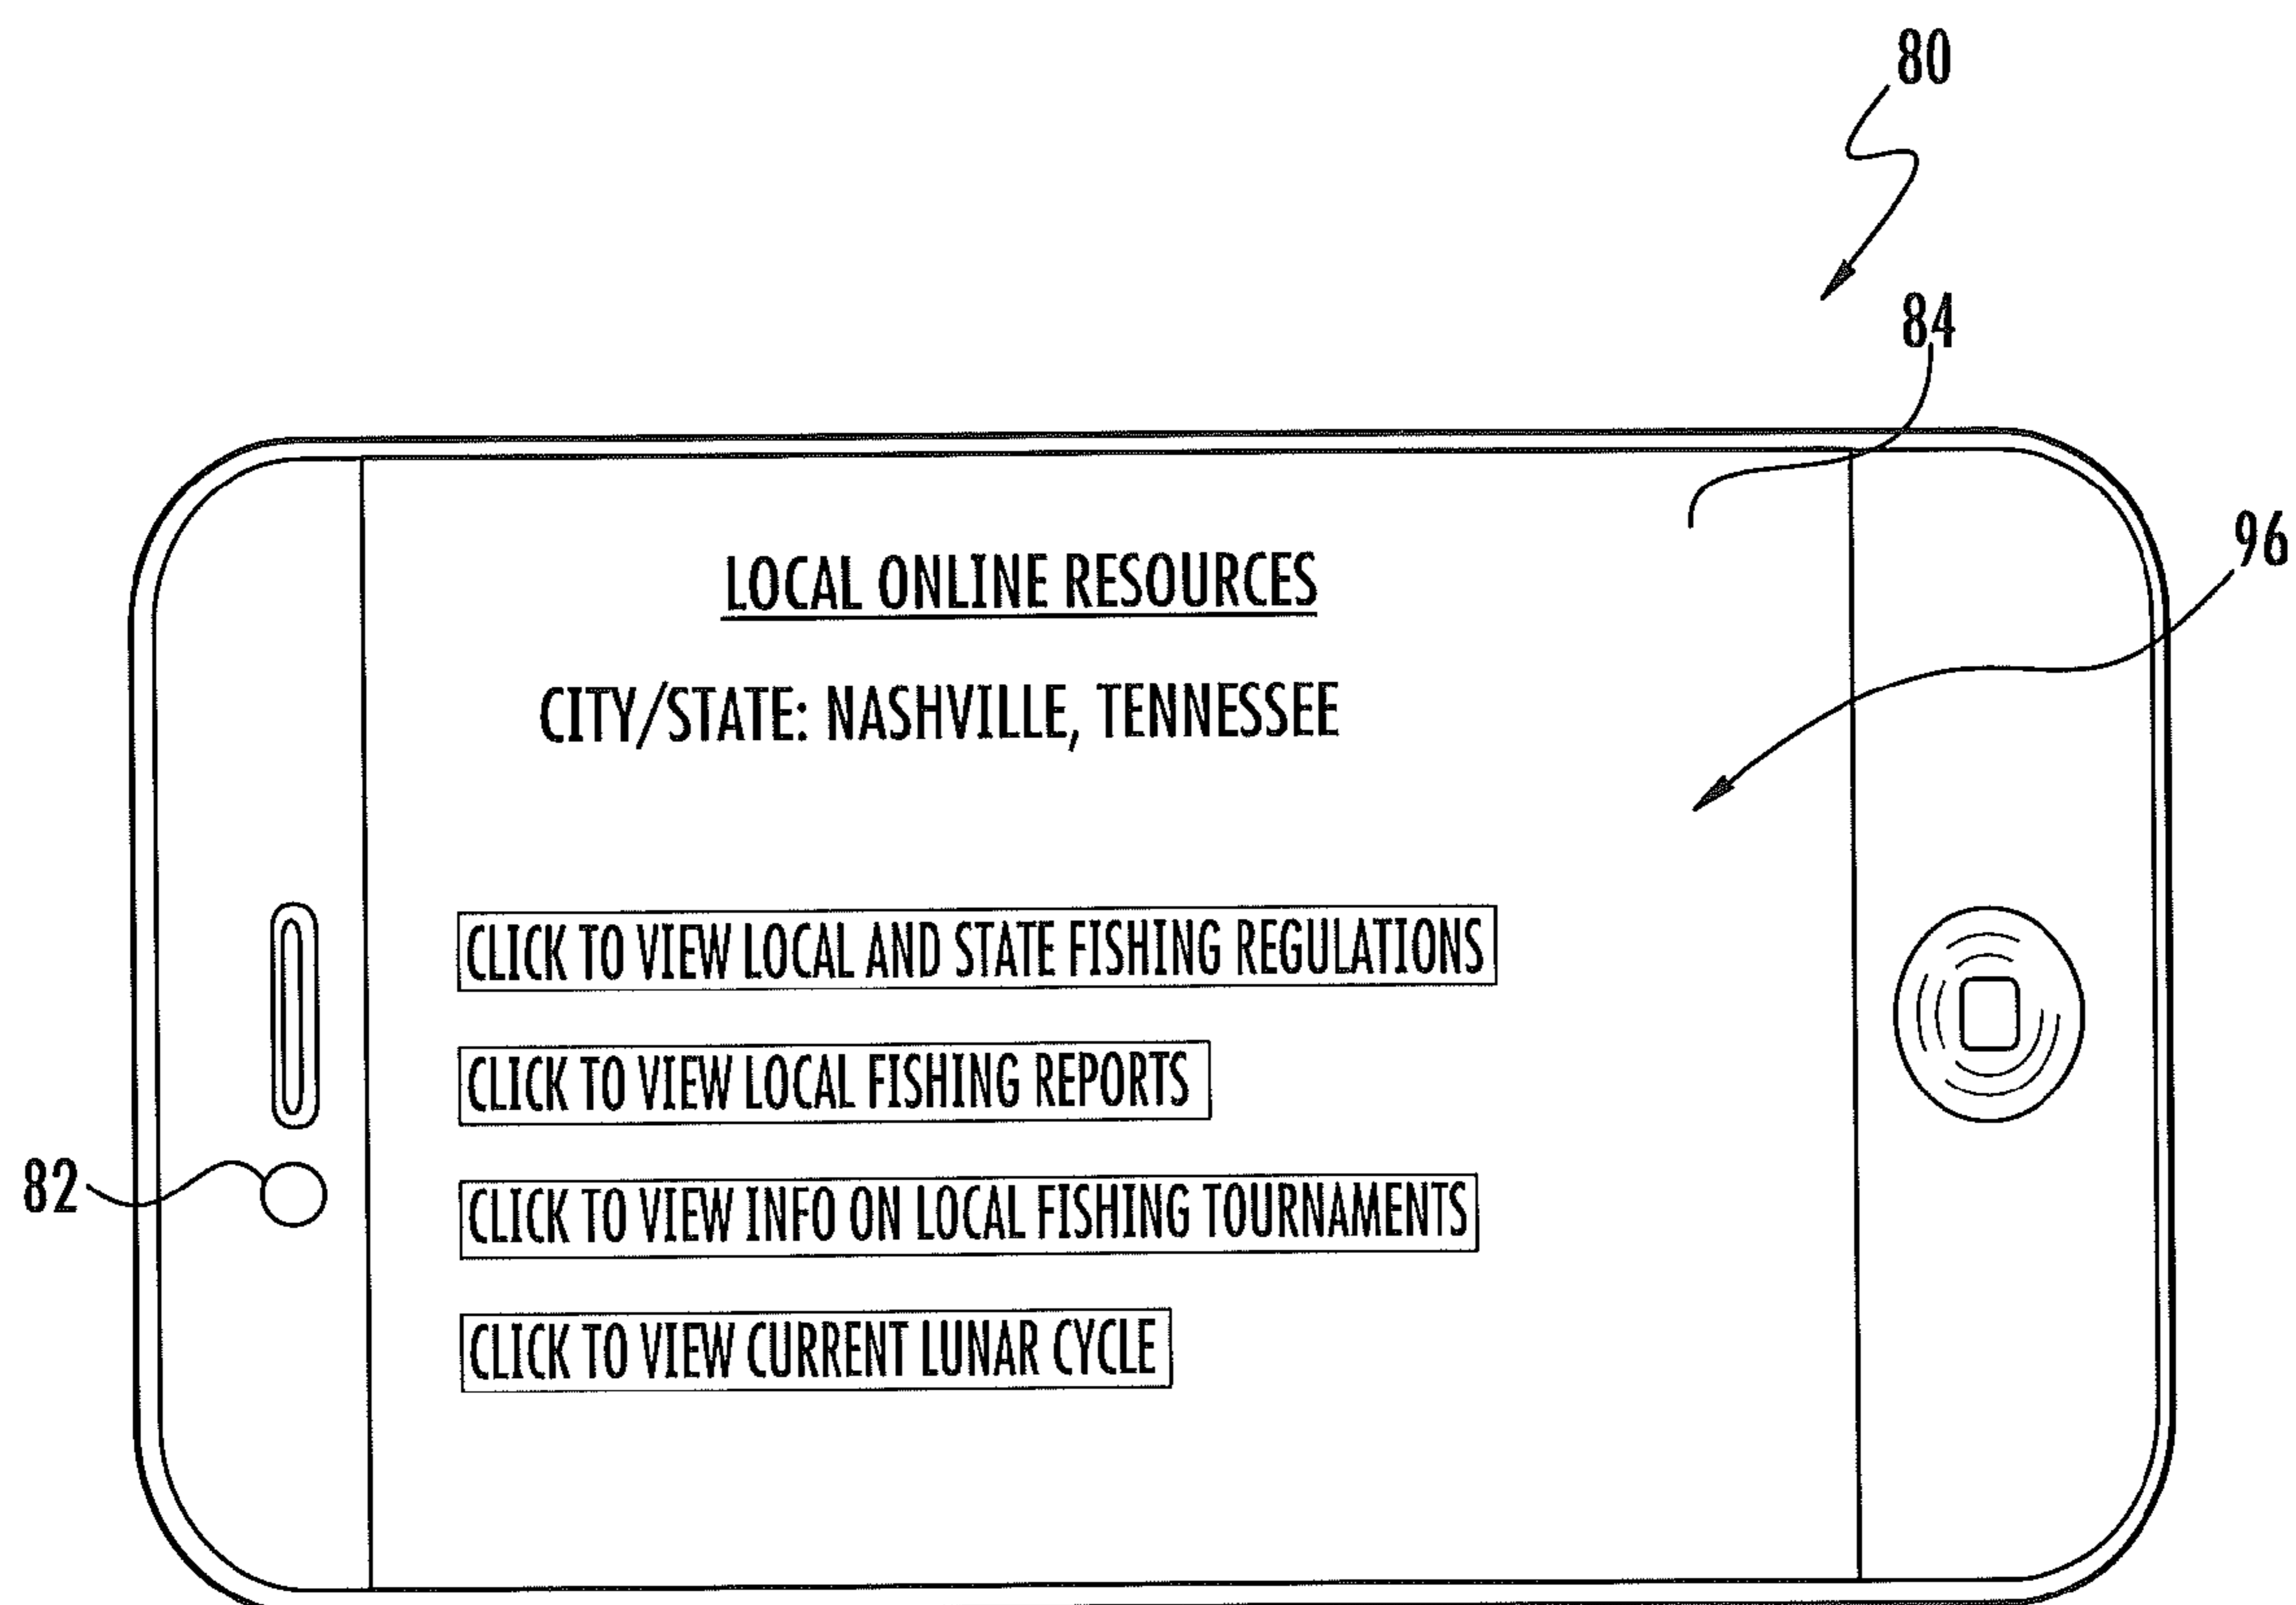 80
84
96
LOCAL ONLINE RESOURCES
CITY/STATE: NASHVILLE, TENNESSEE
CLICK TO VIEW LOCAL AND STATE FISHING REGULATIONS
CLICK TO VIEW LOCAL FISHING REPORTS
82
CLICK TO VIEW INFO ON LOCAL FISHING TOURNAMENTS
CLICK TO VIEW CURRENT LUNAR CYCLE